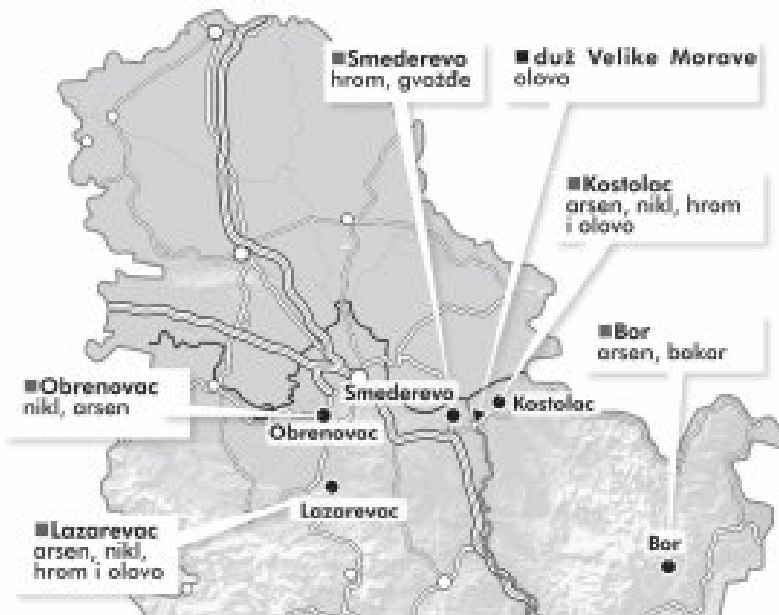 Smederevo
hrom, gvožđe
duž Velike Morave
olovo
Kostolac
arsen, nikl, hrom
i olovo
Bor
arsen, bakar
Obrenovac
nikl, arsen
Smederevo
Kostolac
Obrenovac
Lazarevac
Lazarevac
arsen, nikl,
hrom i olovo
Bor